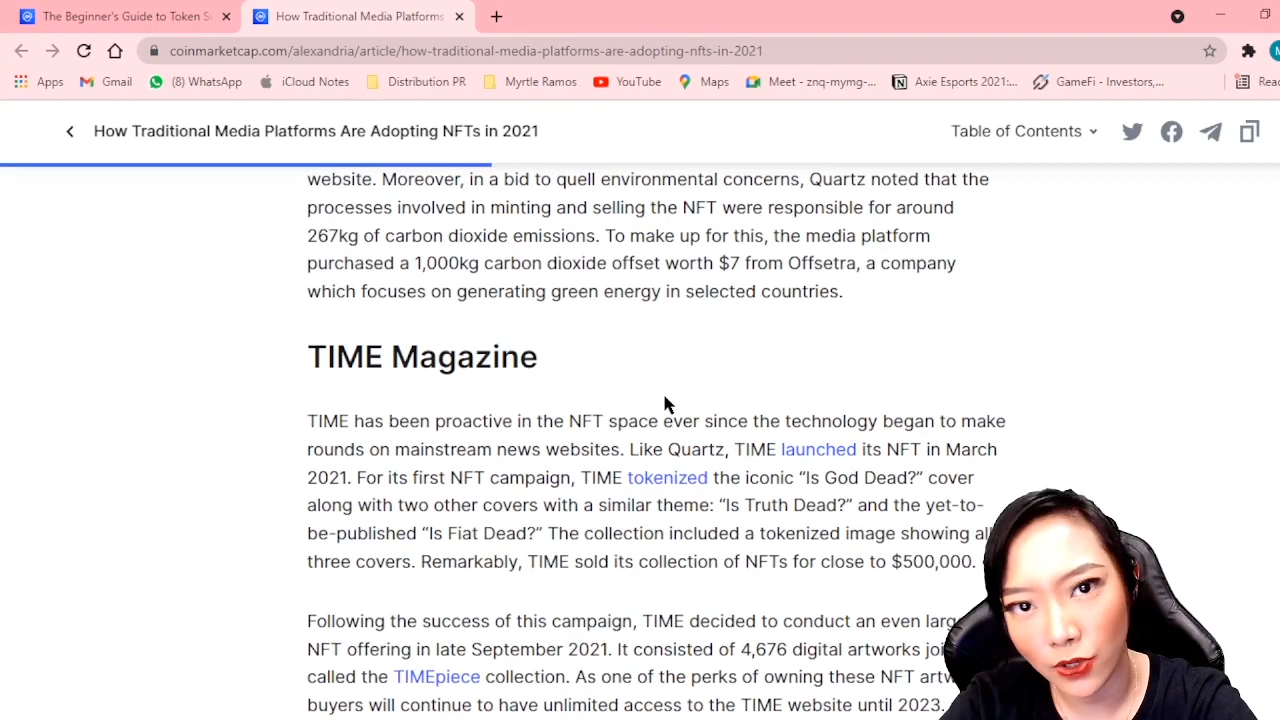 The Beginner's Guide to Token S
How Traditional Media Platforms
coinmarketcap.com/alexandria/article/how-traditional-media-platforms-are-adopting-nfts-in-2021
Apps
Gmail
(8) WhatsApp
iCloud Notes
Distribution PR
Myrtle Ramos
YouTube
Maps
Meet - znq-mymg-...
Axie Esports 2021:...
GameFi - Investors,...
Reac
How Traditional Media Platforms Are Adopting NFTs in 2021
Table of Contents
website. Moreover, in a bid to quell environmental concerns, Quartz noted that the
processes involved in minting and selling the NFT were responsible for around
267kg of carbon dioxide emissions. To make up for this, the media platform
purchased a 1,000kg carbon dioxide offset worth $7 from Offsetra, a company
which focuses on generating green energy in selected countries.
TIME Magazine
TIME has been proactive in the NFT space ever since the technology began to make
rounds on mainstream news websites. Like Quartz, TIME launched its NFT in March
2021. For its first NFT campaign, TIME tokenized the iconic “Is God Dead?” cover
along with two other covers with a similar theme: “Is Truth Dead?” and the yet-to-
be-published “Is Fiat Dead?” The collection included a tokenized image showing all
three covers. Remarkably, TIME sold its collection of NFTs for close to $500,000.
Following the success of this campaign, TIME decided to conduct an even larg
NFT offering in late September 2021. It consisted of 4,676 digital artworks joi
called the TIMEpiece collection. As one of the perks of owning these NFT artw
buyers will continue to have unlimited access to the TIME website until 2023.